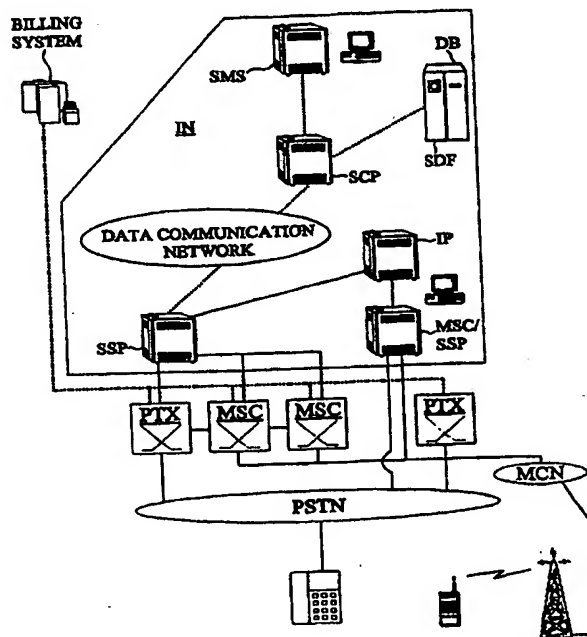 BILLING
SYSTEM
SMS
DB
IN
SCP
SDF
DATA COMMUNICATION
NETWORK
IP
SSP
MSC/
SSP
PTX
MSC
MSC
PTX
MCN
PSTN